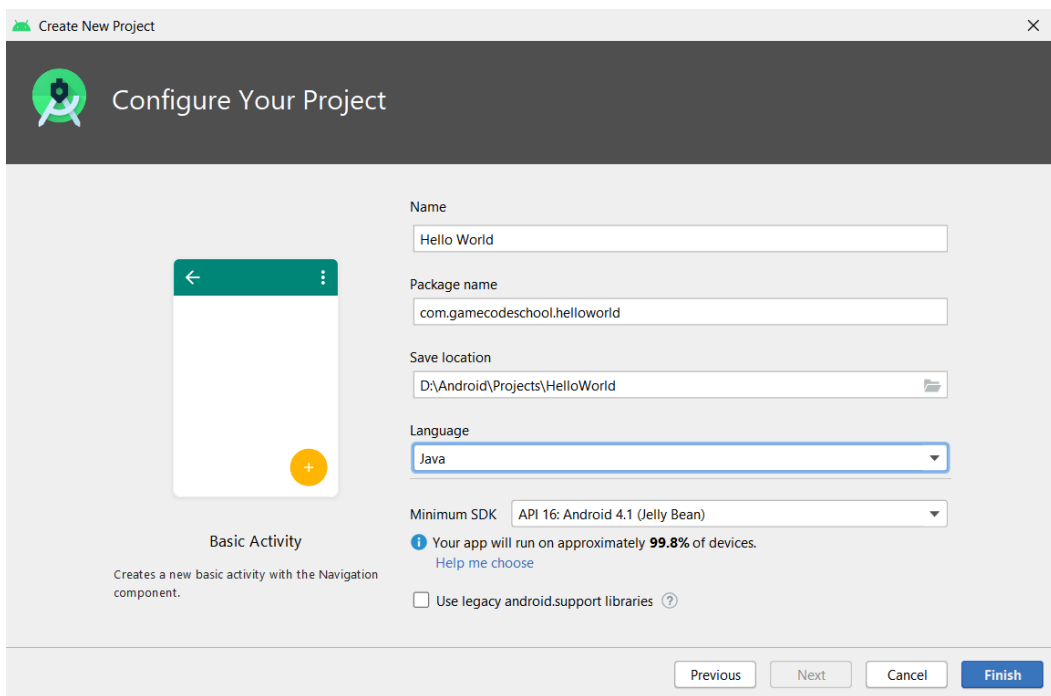 Create New Project
Configure Your Project
Name
Hello World
Package name
com.gamecodeschool.helloworld
Save location
D:\Android\Projects\HelloWorld
Language
Java
Minimum SDK API 16: Android 4.1 (Jelly Bean)
Your app will run on approximately 99.8% of devices.
Help me choose
Use legacy android.support libraries ?
Basic Activity
Creates a new basic activity with the Navigation
component.
Previous Next Cancel Finish